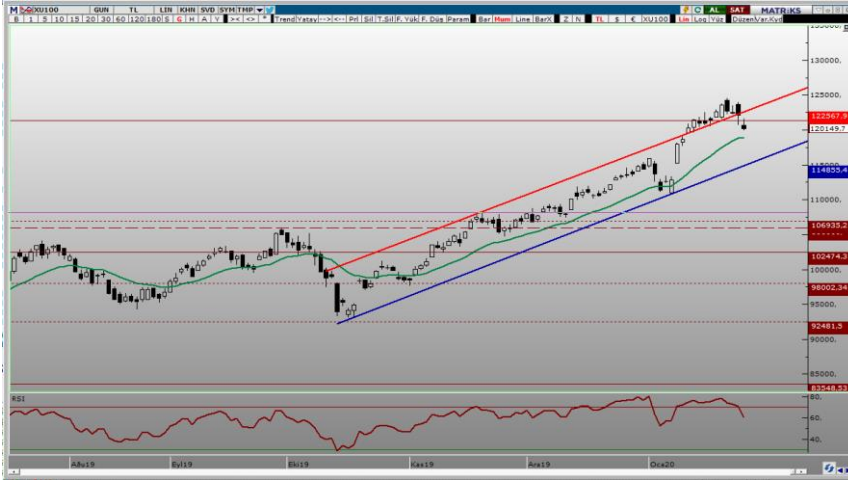 M XU100 GUN TL LIN KHN SVD SYM TMP AL SAT MATRIKS
B 1 5 10 15 20 30 60 120 180 S G H A Y >< <> * Trend Yatay --> <-- Prl Sil T.Sil F. Yük F. Düş Param Bar Mum Line BarX Z N TL $ € XU100 Lin Log Yüz Düzen Var.Kyd
135000,
130000,
125000,
122567,9
120149,7
114855,4
115000,
110000,
106935,2
102474,3
100000,
98002,34
95000,
92481,5
90000,
85000,
83548,53
RSI
80,
60,
40,
Ağu19
Eyl19
Eki19
Kas19
Ara19
Oca20